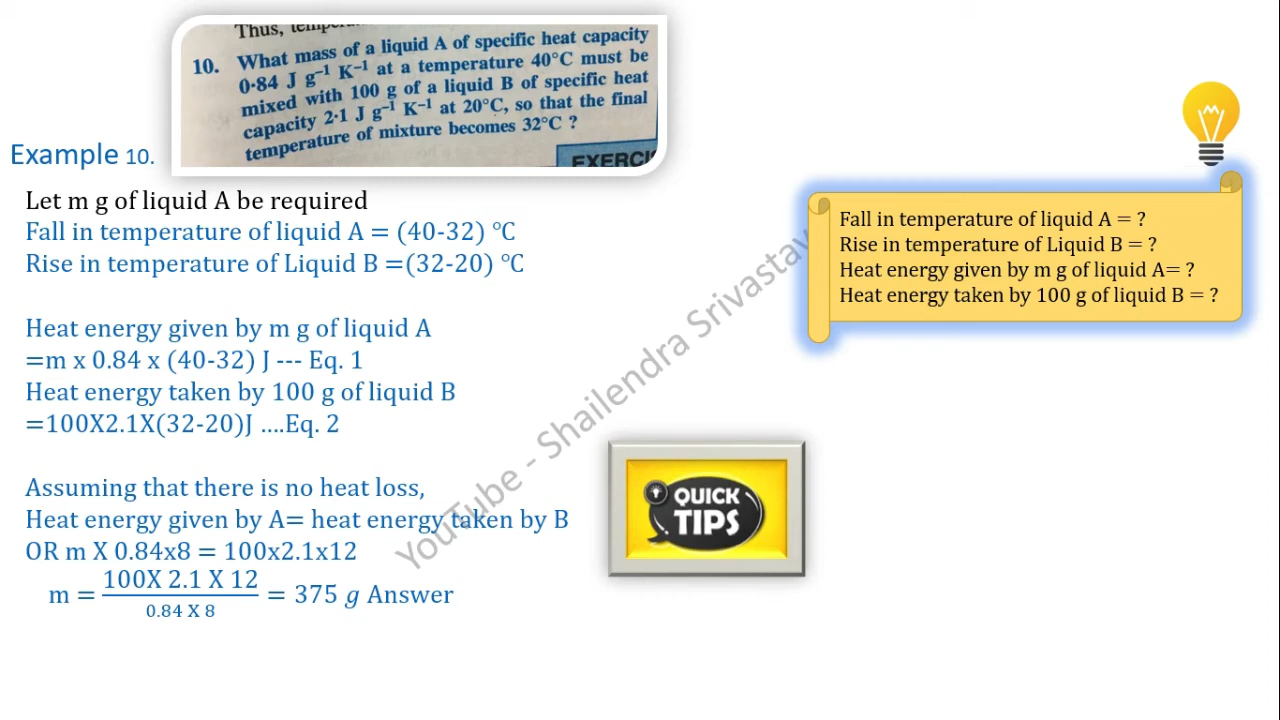 Thus,
10. What mass of a liquid A of specific heat capacity
0·84 J g⁻¹ K⁻¹ at a temperature 40°C must be
mixed with 100 g of a liquid B of specific heat
capacity 2·1 J g⁻¹ K⁻¹ at 20°C, so that the final
temperature of mixture becomes 32°C ?
Example 10.
Let m g of liquid A be required
Fall in temperature of liquid A = (40-32) °C
Rise in temperature of Liquid B =(32-20) °C
Heat energy given by m g of liquid A
=m x 0.84 x (40-32) J --- Eq. 1
Heat energy taken by 100 g of liquid B
=100X2.1X(32-20)J ....Eq. 2
Assuming that there is no heat loss,
Heat energy given by A= heat energy taken by B
OR m X 0.84x8 = 100x2.1x12
m = 100X 2.1 X 12 / 0.84 X 8 = 375 g Answer
Fall in temperature of liquid A = ?
Rise in temperature of Liquid B = ?
Heat energy given by m g of liquid A= ?
Heat energy taken by 100 g of liquid B = ?
QUICK
TIPS
YouTube - Shailendra Srivastav